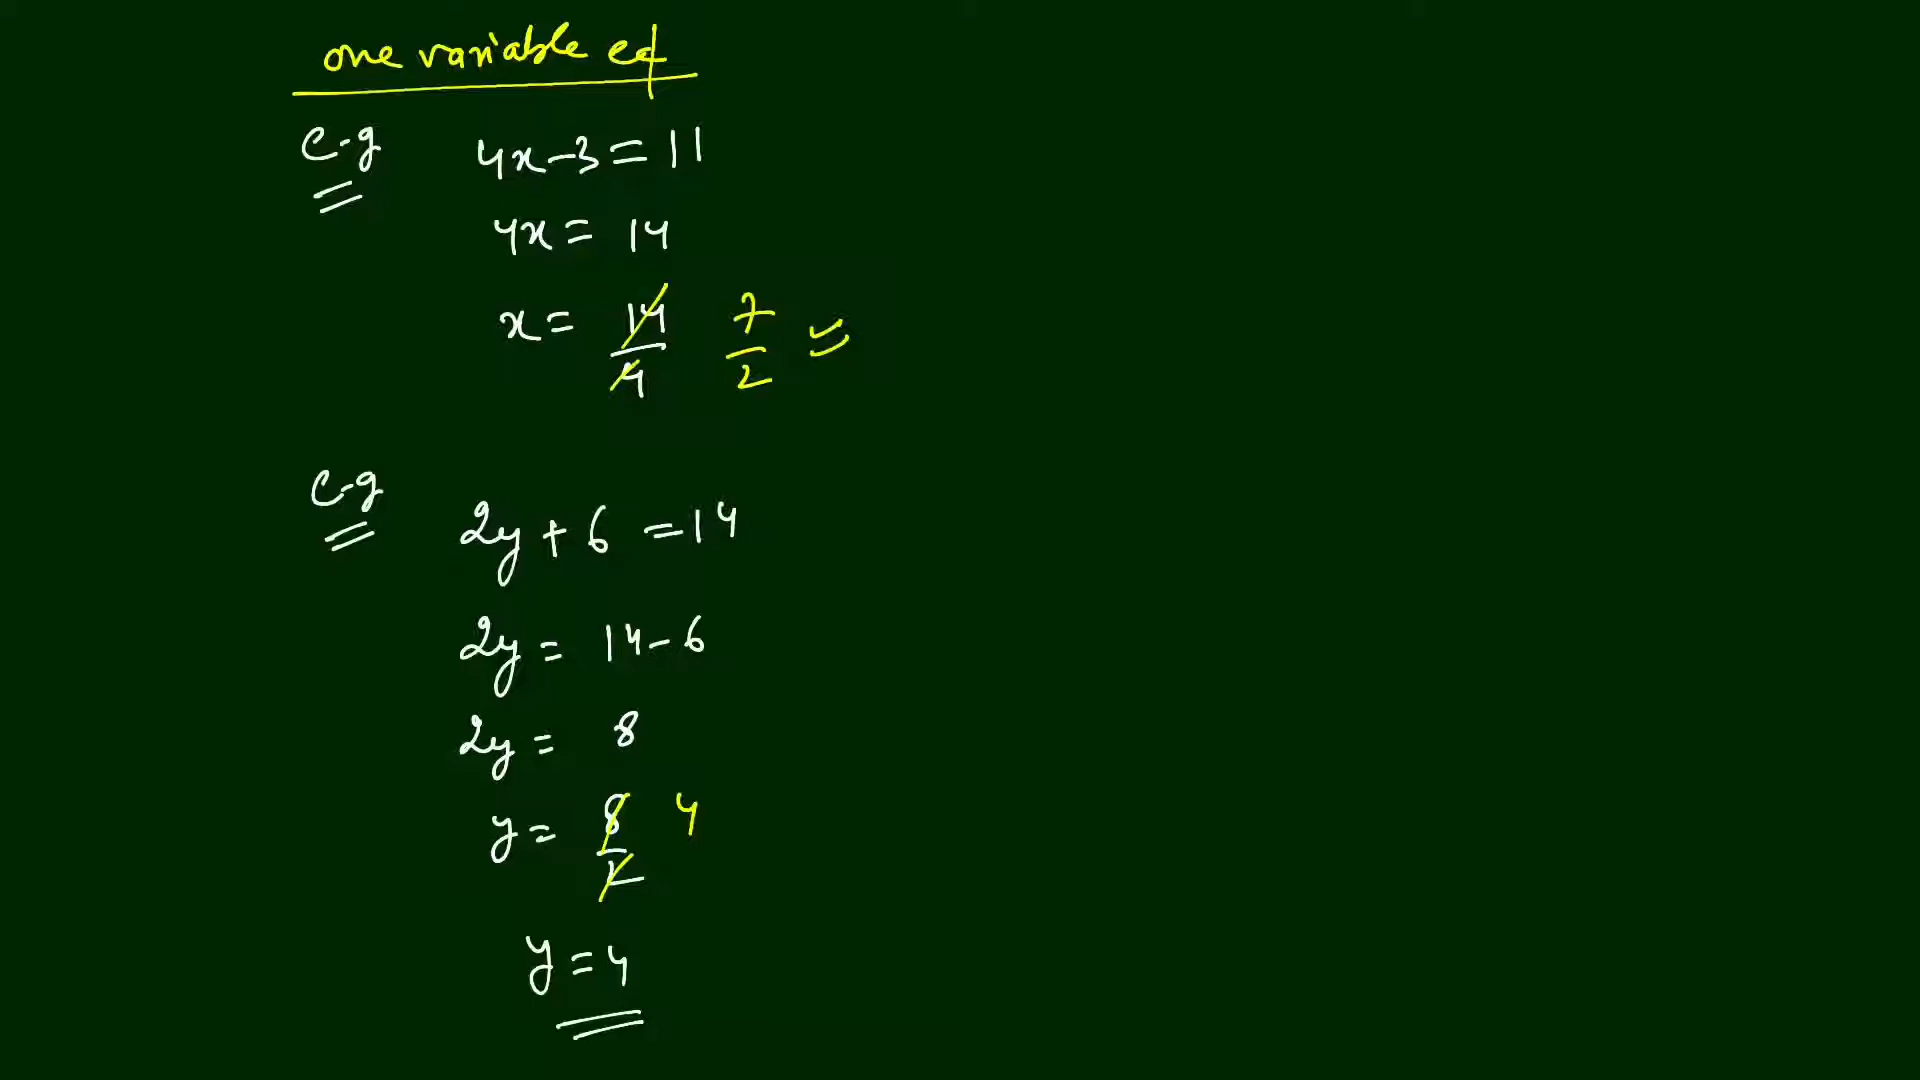 one variable eq
e.g 4x-3=11
4x= 14
x= 14/4 7/2
e.g 2y+6=14
2y= 14-6
2y= 8
y= 8/2 4
y=4